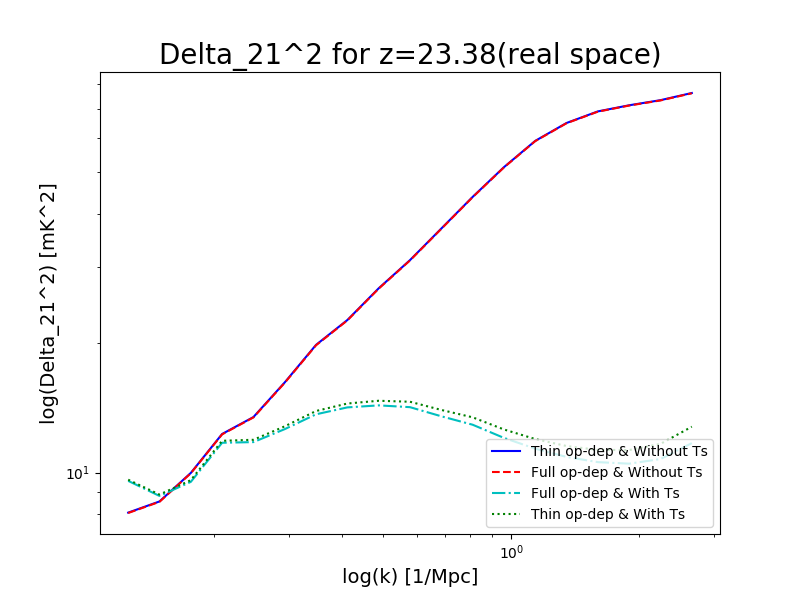 Delta_21^2 for z=23.38(real space)
log(Delta_21^2) [mK^2]
10^1
Thin op-dep & Without Ts
Full op-dep & Without Ts
Full op-dep & With Ts
Thin op-dep & With Ts
10^0
log(k) [1/Mpc]